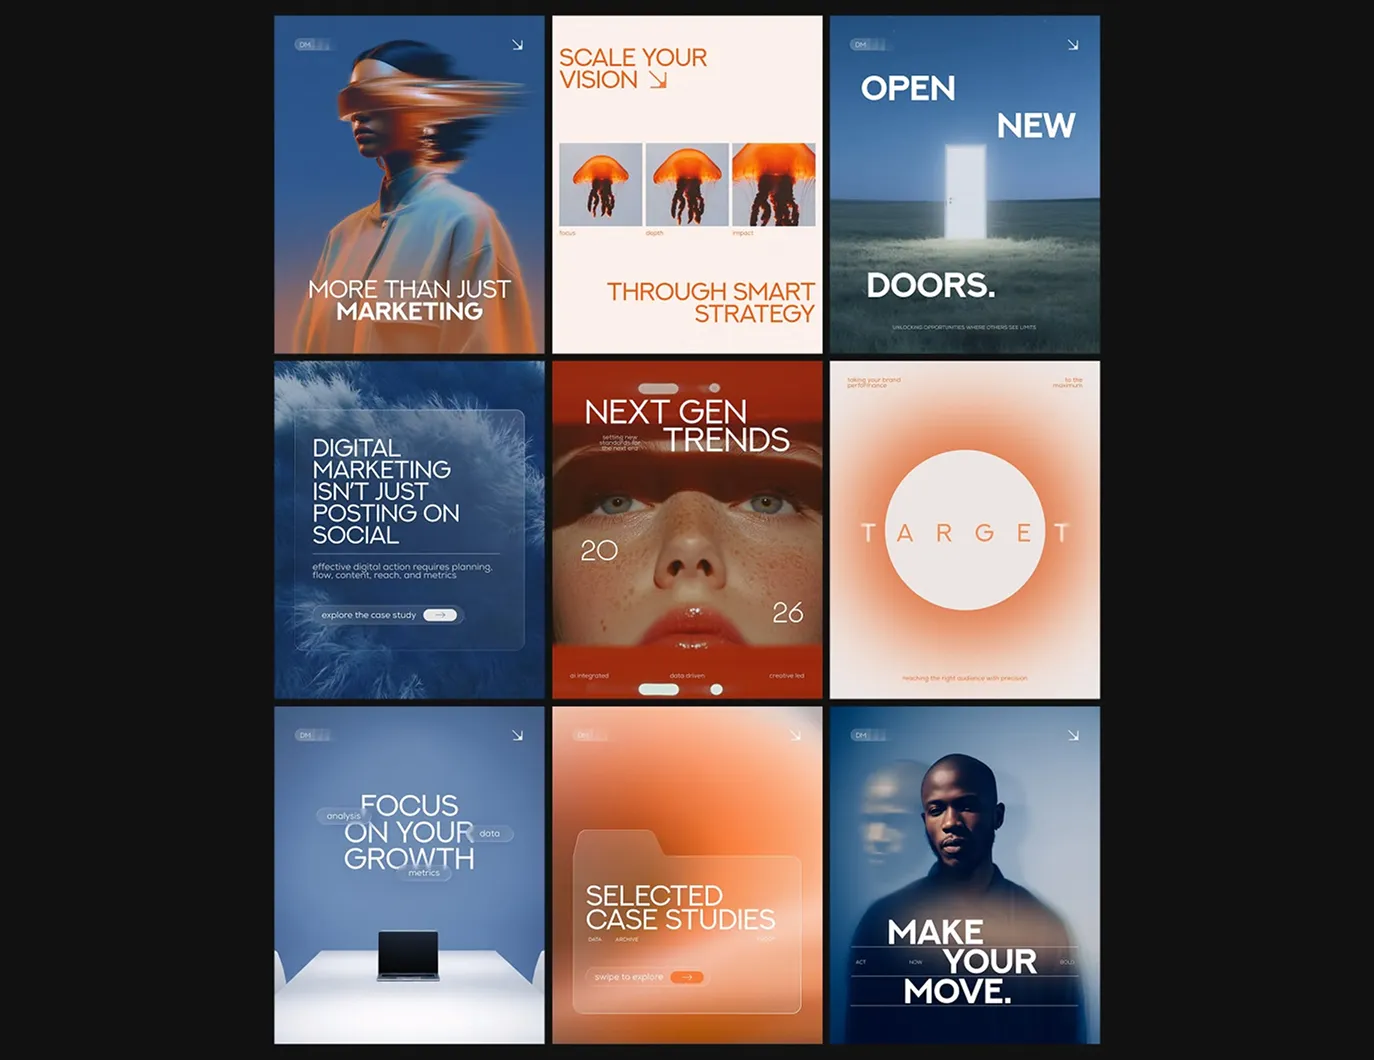 DM
MORE THAN JUST
MARKETING
SCALE YOUR
VISION
focus
depth
impact
THROUGH SMART
STRATEGY
DM
OPEN
NEW
DOORS.
UNLOCKING OPPORTUNITIES WHERE OTHERS SEE LIMITS
DIGITAL
MARKETING
ISN'T JUST
POSTING ON
SOCIAL
effective digital action requires planning,
flow, content, reach, and metrics
explore the case study
NEXT GEN
TRENDS
setting new
standards for
the next era
20
26
ai integrated
data driven
creative led
taking your brand
performance
to the
maximum
TARGET
reaching the right audience with precision
DM
FOCUS
analysis
ON YOUR
data
GROWTH
metrics
DM
SELECTED
CASE STUDIES
DATA
ARCHIVE
swipe to explore
DM
MAKE
ACT
NOW
YOUR
BOLD
MOVE.